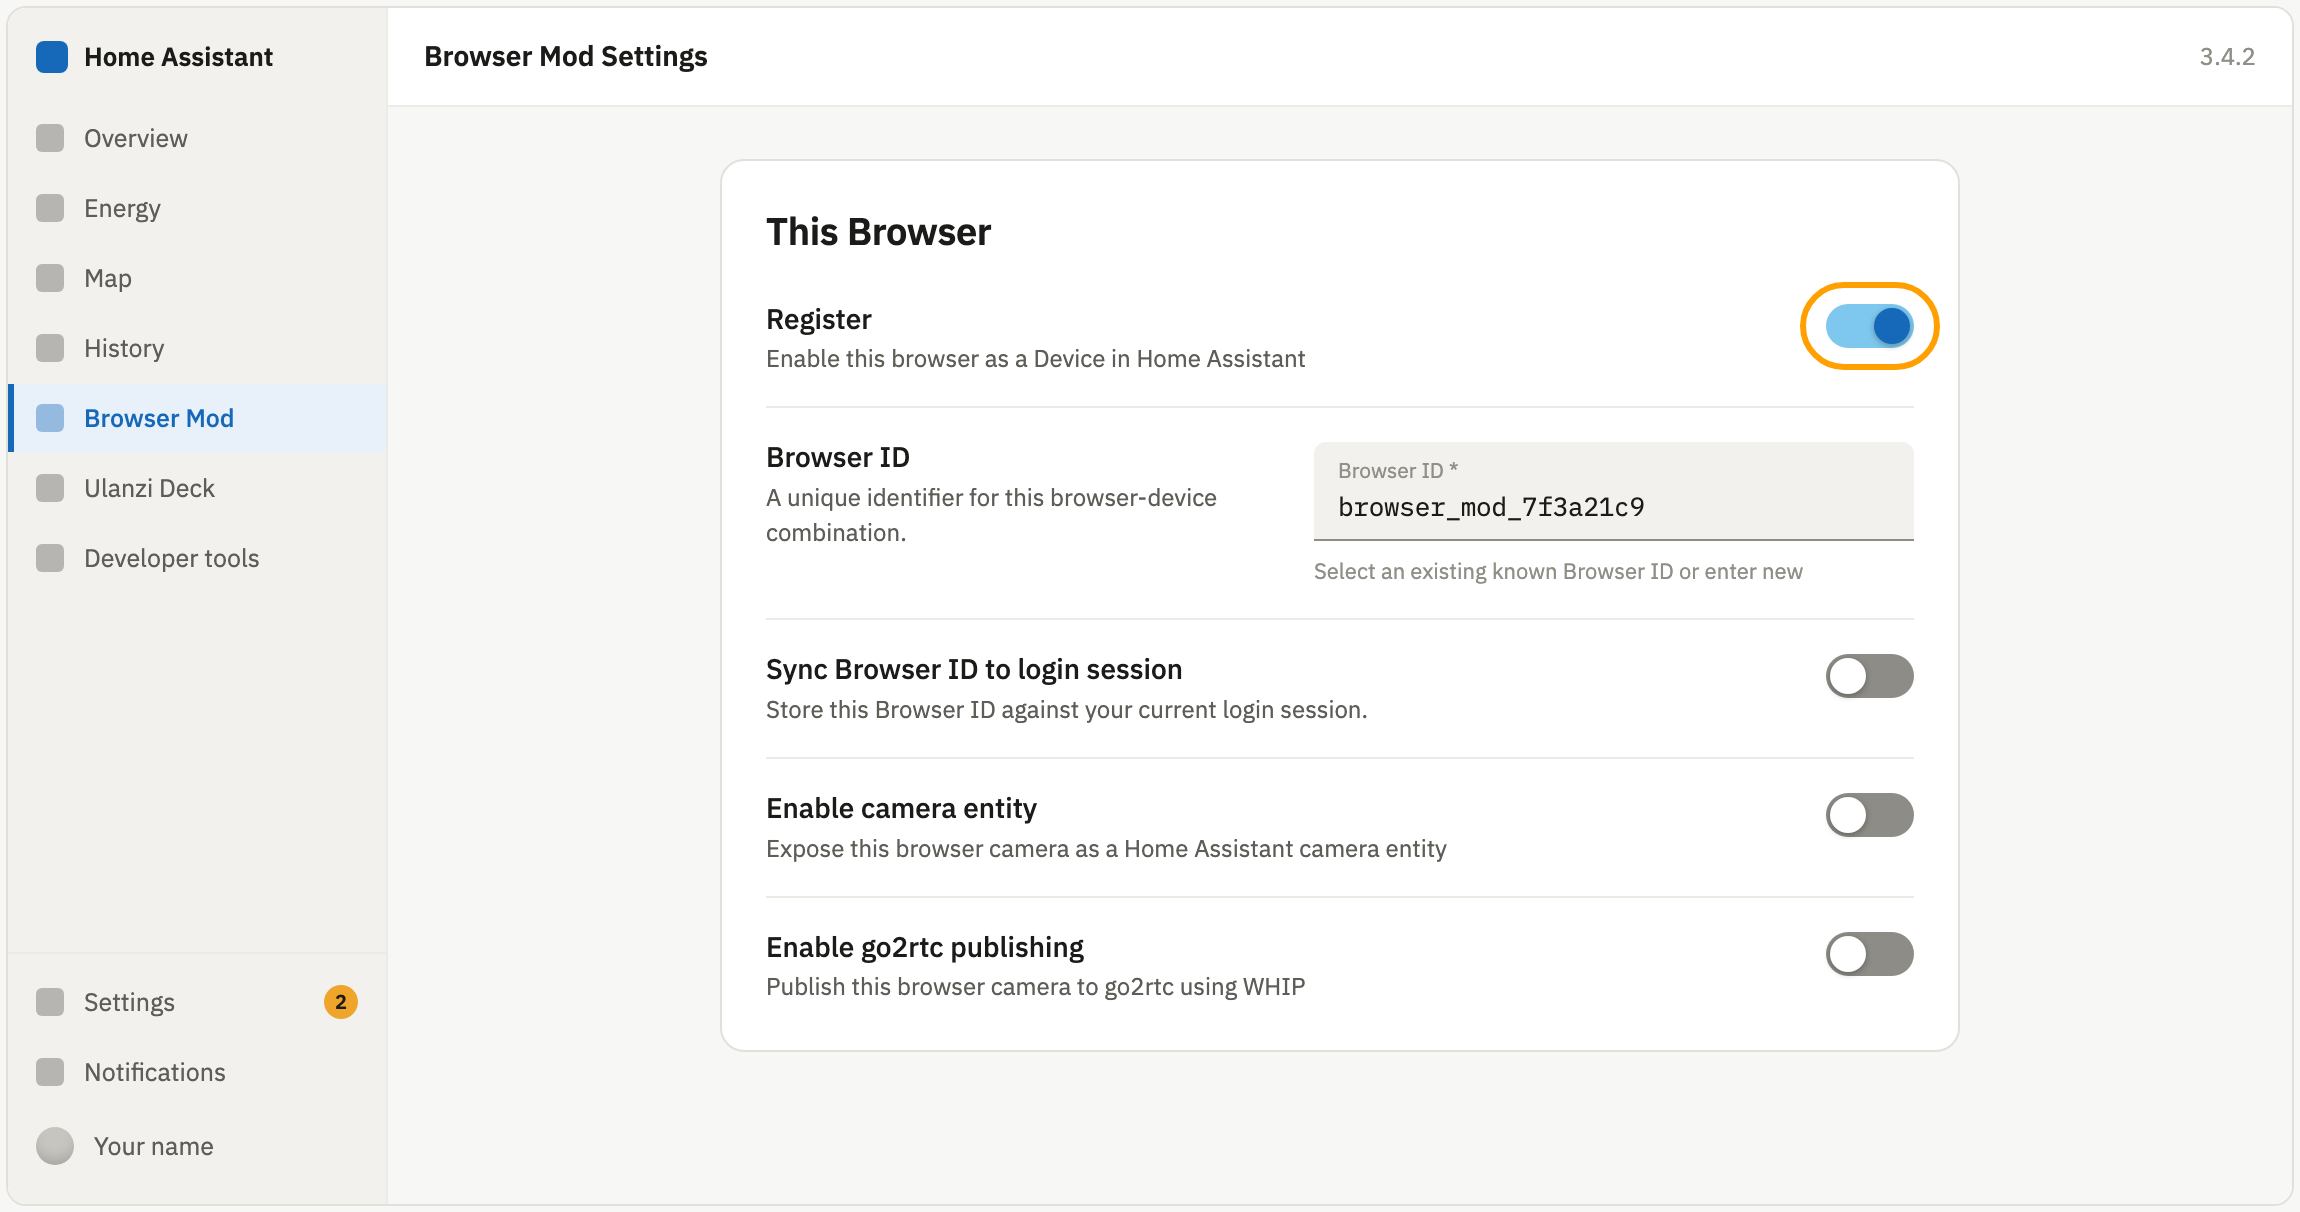 Home Assistant
Overview
Energy
Map
History
Browser Mod
Ulanzi Deck
Developer tools
Settings
2
Notifications
Your name
Browser Mod Settings
3.4.2
This Browser
Register
Enable this browser as a Device in Home Assistant
Browser ID
A unique identifier for this browser-device
combination.
Browser ID *
browser_mod_7f3a21c9
Select an existing known Browser ID or enter new
Sync Browser ID to login session
Store this Browser ID against your current login session.
Enable camera entity
Expose this browser camera as a Home Assistant camera entity
Enable go2rtc publishing
Publish this browser camera to go2rtc using WHIP